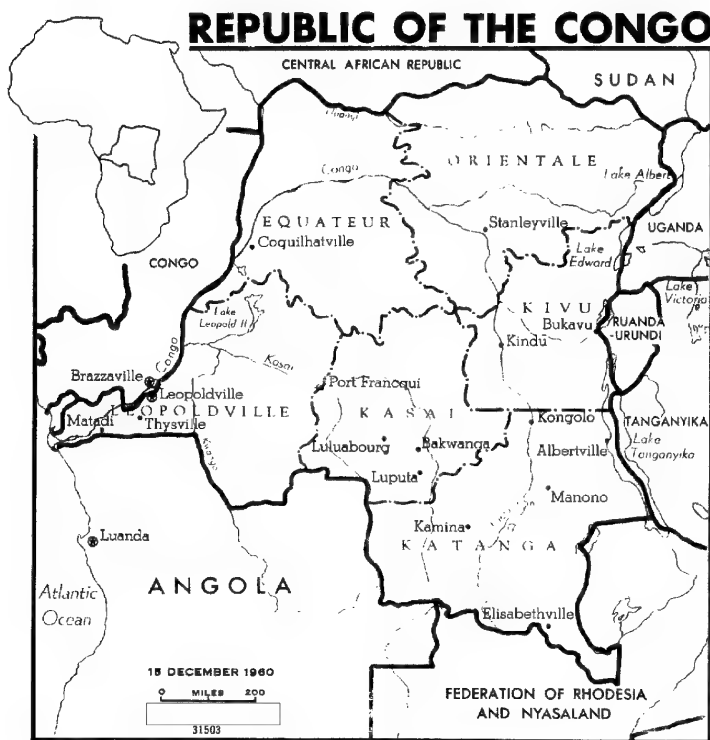 REPUBLIC OF THE CONGO
CENTRAL AFRICAN REPUBLIC
SUDAN
Ubangi
ORIENTALE
Congo
Lake Albert
EQUATEUR
Stanleyville
UGANDA
Coquilhatville
Lake
Edward
CONGO
Lake
Victoria
KIVU
Lake
Leopold II
Bukavu
RUANDA
-URUNDI
Kindu
Congo
Kasai
Brazzaville
Port Francqui
Leopoldville
LEOPOLDVILLE
KASAI
Kongolo
TANGANYIKA
Matadi
Thysville
Lake
Tanganyika
Luluabourg
Bakwanga
Albertville
Kwango
Luputa
Manono
Kamina
Luanda
KATANGA
ANGOLA
Atlantic
Ocean
Elisabethville
15 DECEMBER 1960
0 MILES 200
FEDERATION OF RHODESIA
AND NYASALAND
31503